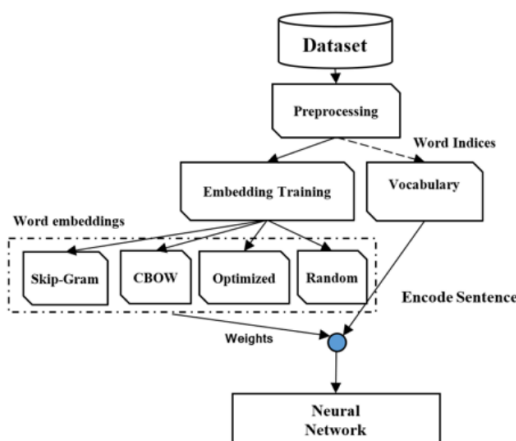 Dataset
Preprocessing
Word Indices
Embedding Training
Vocabulary
Word embeddings
Skip-Gram
CBOW
Optimized
Random
Encode Sentence
Weights
Neural
Network